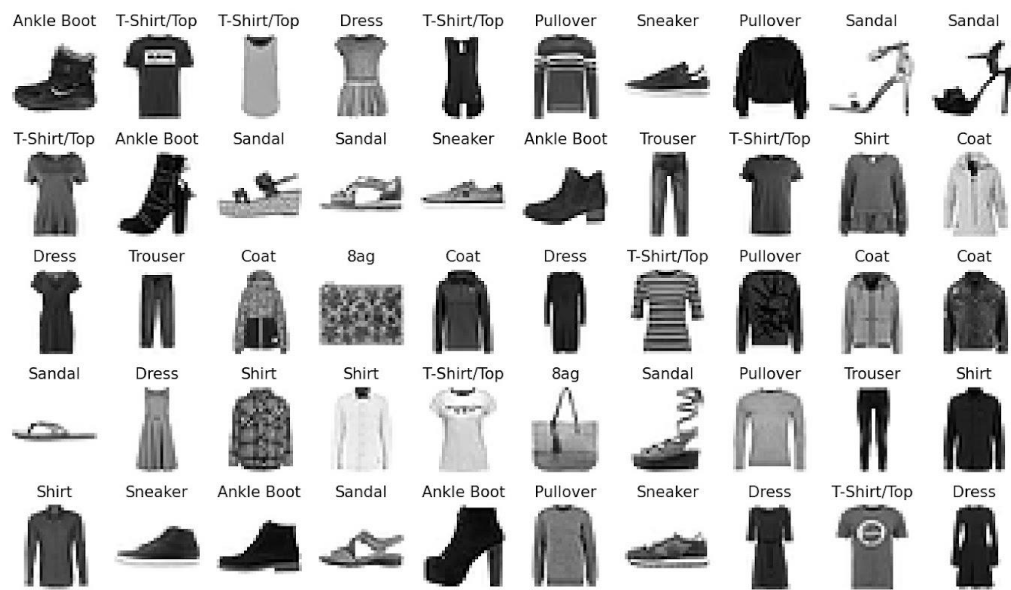 Ankle Boot T-Shirt/Top T-Shirt/Top Dress T-Shirt/Top Pullover Sneaker Pullover Sandal Sandal
T-Shirt/Top Ankle Boot Sandal Sandal Sneaker Ankle Boot Trouser T-Shirt/Top Shirt Coat
Dress Trouser Coat 8ag Coat Dress T-Shirt/Top Pullover Coat Coat
Sandal Dress Shirt Shirt T-Shirt/Top 8ag Sandal Pullover Trouser Shirt
Shirt Sneaker Ankle Boot Sandal Ankle Boot Pullover Sneaker Dress T-Shirt/Top Dress